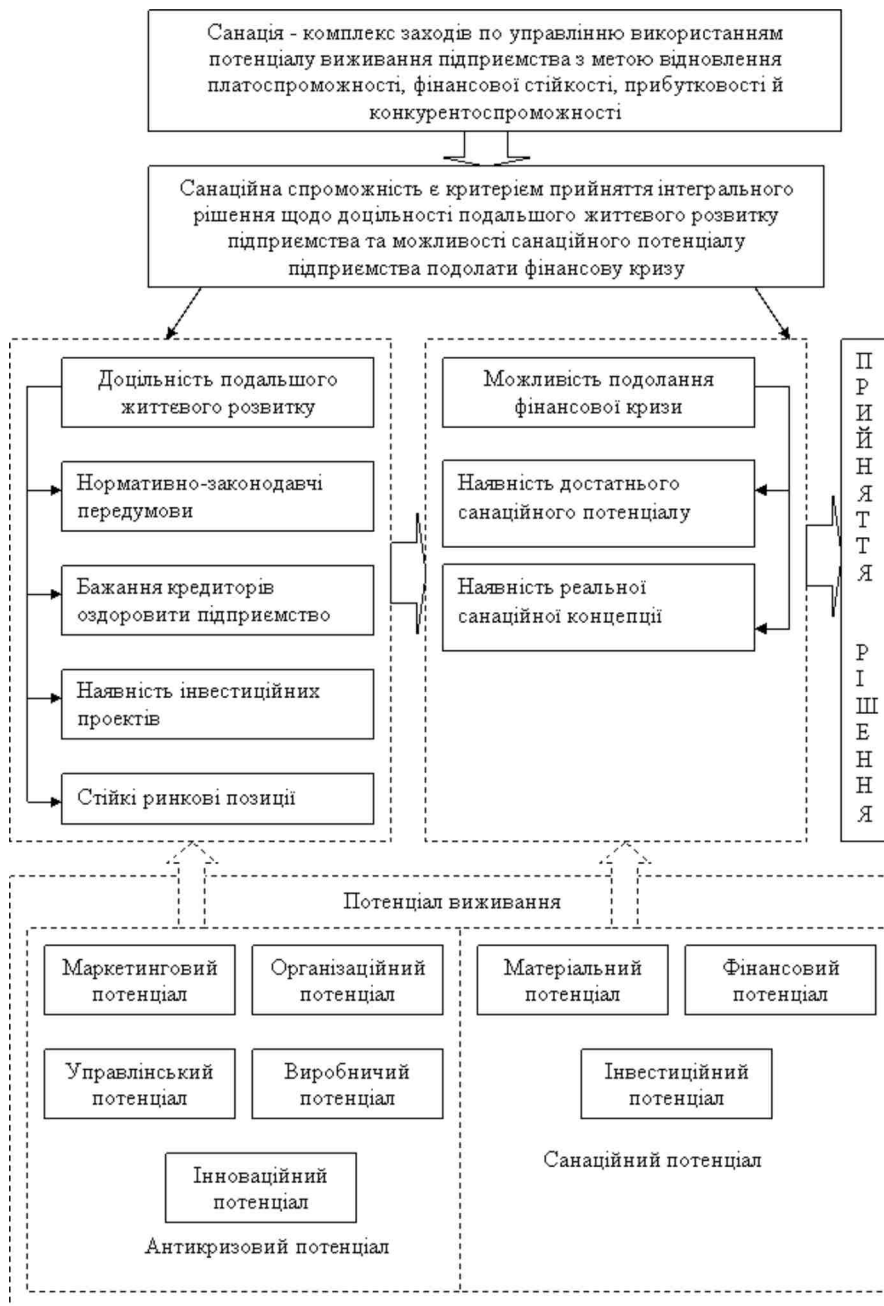 Санація - комплекс заходів по управлінню використанням
потенціалу виживання підприємства з метою відновлення
платоспроможності, фінансової стійкості, прибутковості й
конкурентоспроможності
Санаційна спроможність є критерієм прийняття інтегрального
рішення щодо доцільності подальшого життєвого розвитку
підприємства та можливості санаційного потенціалу
підприємства подолати фінансову кризу
Доцільність подальшого
життєвого розвитку
Нормативно-законодавчі
передумови
Бажання кредиторів
оздоровити підприємство
Наявність інвестиційних
проектів
Стійкі ринкові позиції
Можливість подолання
фінансової кризи
Наявність достатнього
санаційного потенціалу
Наявність реальної
санаційної концепції
ПРИЙНЯТТЯ
РІШЕННЯ
Потенціал виживання
Маркетинговий
потенціал
Організаційний
потенціал
Управлінський
потенціал
Виробничий
потенціал
Інноваційний
потенціал
Антикризовий потенціал
Матеріальний
потенціал
Фінансовий
потенціал
Інвестиційний
потенціал
Санаційний потенціал